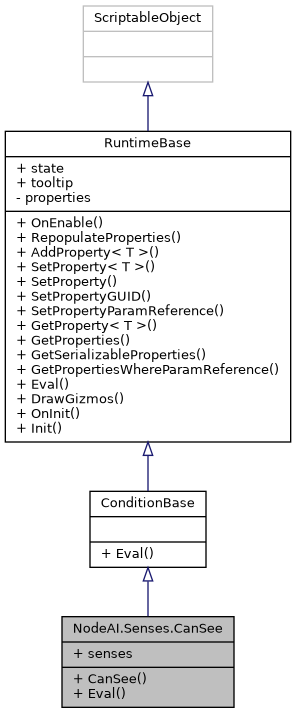 ScriptableObject
RuntimeBase
+ state
+ tooltip
- properties
+ OnEnable()
+ RepopulateProperties()
+ AddProperty< T >()
+ SetProperty< T >()
+ SetProperty()
+ SetPropertyGUID()
+ SetPropertyParamReference()
+ GetProperty< T >()
+ GetProperties()
+ GetSerializableProperties()
+ GetPropertiesWhereParamReference()
+ Eval()
+ DrawGizmos()
+ OnInit()
+ Init()
ConditionBase
+ Eval()
NodeAI.Senses.CanSee
+ senses
+ CanSee()
+ Eval()